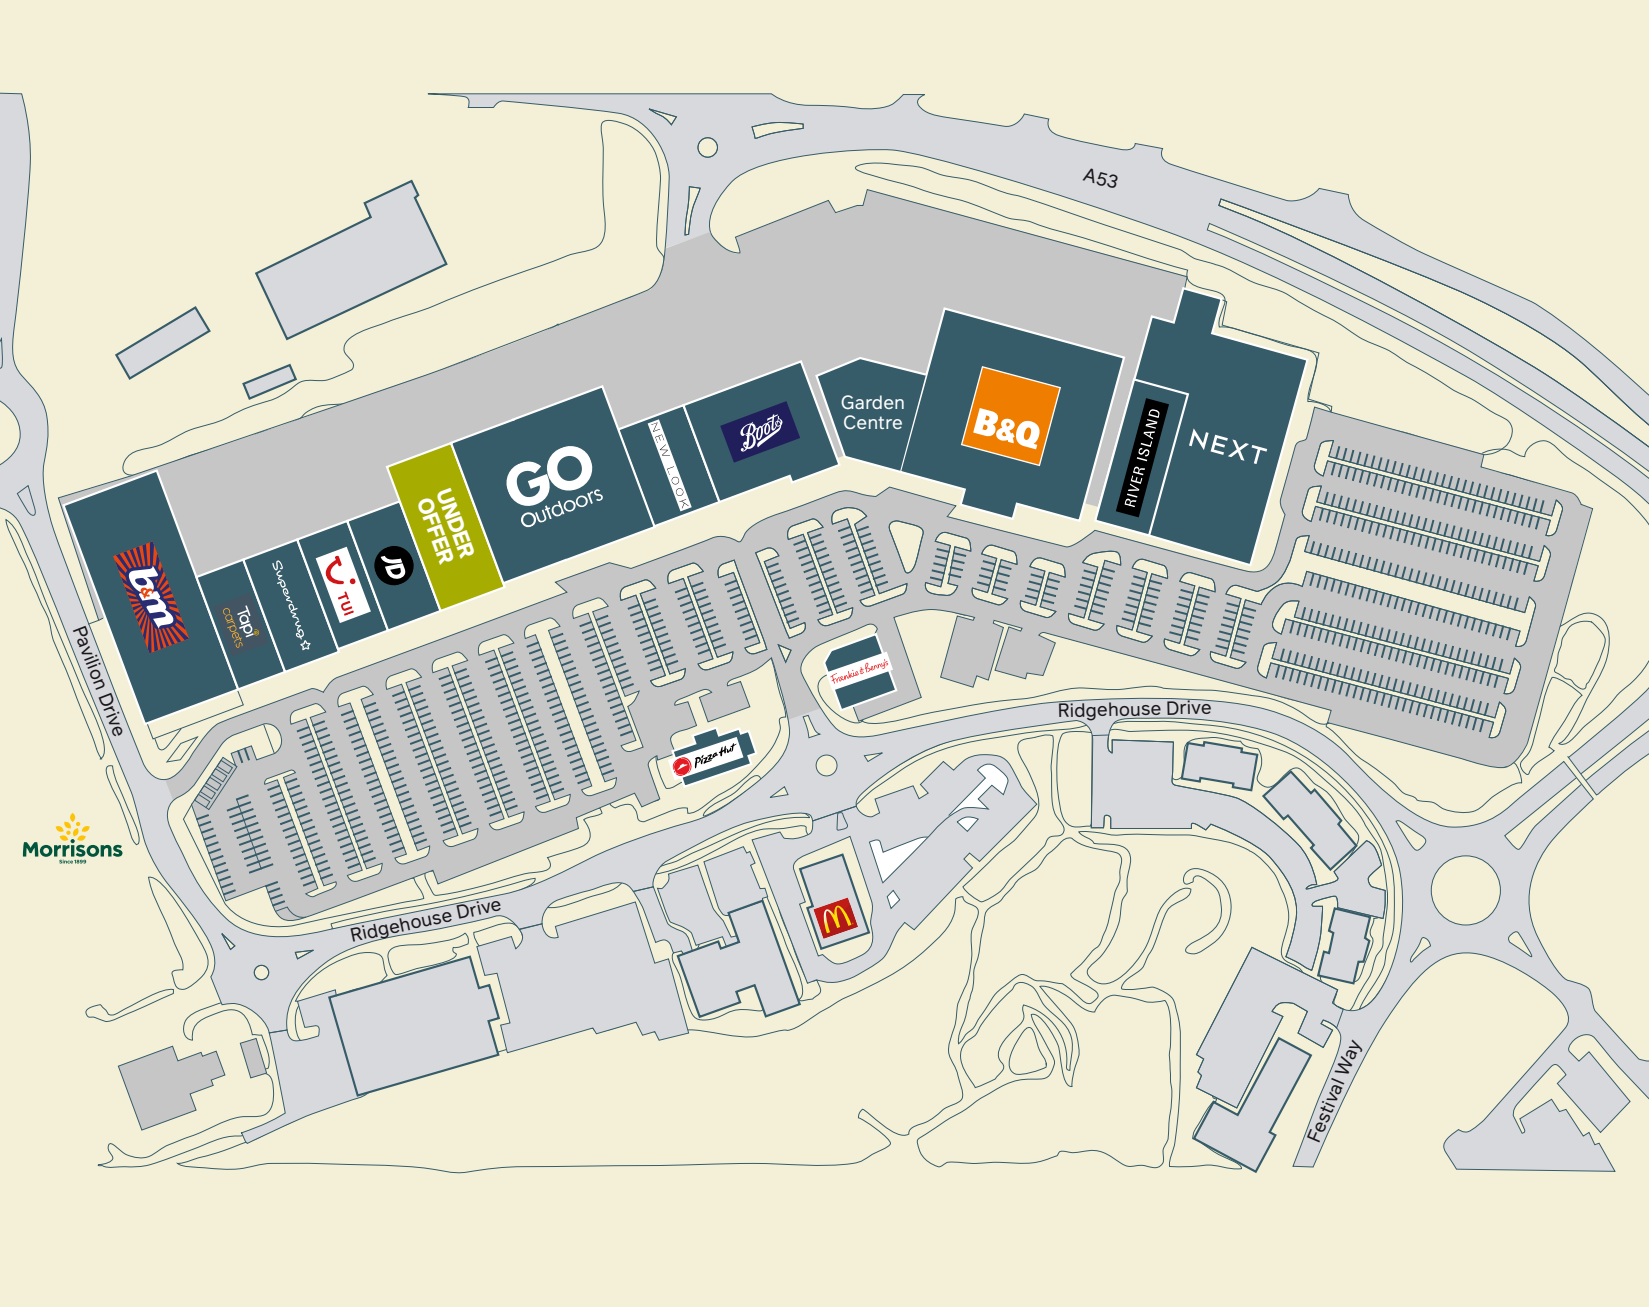 A53
Garden
Centre
B&Q
RIVER ISLAND
NEXT
Boots
NEW LOOK
GO
Outdoors
UNDER
OFFER
JD
TUI
Superdrug
Tapi
carpets
b&m
Pavilion Drive
Frankie & Benny's
Pizza Hut
Ridgehouse Drive
Morrisons
Since 1899
Ridgehouse Drive
M
Festival Way